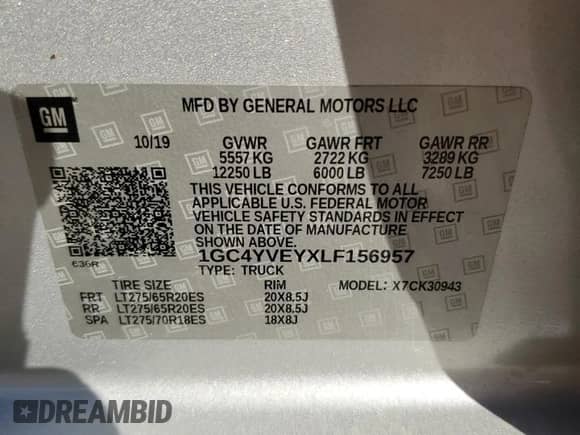 GM
MFD BY GENERAL MOTORS LLC
10/19 GVWR GAWR FRT GAWR RR
5557 KG 2722 KG 3289 KG
12250 LB 6000 LB 7250 LB
THIS VEHICLE CONFORMS TO ALL
APPLICABLE U.S. FEDERAL MOTOR
VEHICLE SAFETY STANDARDS IN EFFECT
ON THE DATE OF MANUFACTURE
SHOWN ABOVE.
636R
1GC4YVEYXLF156957
TYPE: TRUCK
TIRE SIZE RIM MODEL: X7CK30943
FRT LT275/65R20ES 20X8.5J
RR LT275/65R20ES 20X8.5J
SPA LT275/70R18ES 18X8J
DREAMBID